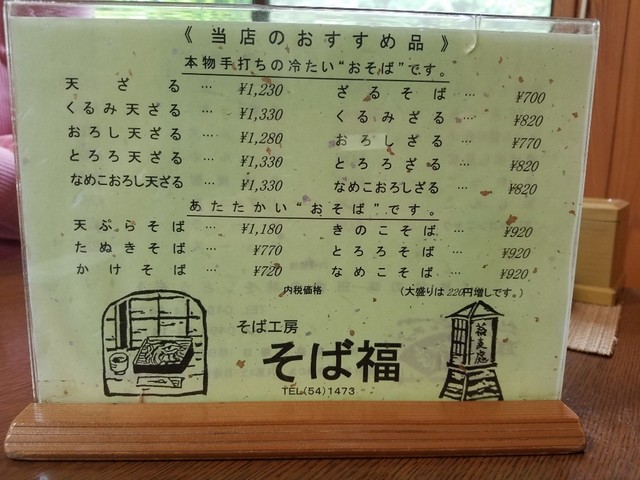 《 当店のおすすめ品 》
本物手打ちの冷たい“おそば”です。
天ざる … ¥1,230
くるみ天ざる … ¥1,330
おろし天ざる … ¥1,280
とろろ天ざる … ¥1,330
なめこおろし天ざる … ¥1,330
ざるそば … ¥700
くるみざる … ¥820
おろしざる … ¥770
とろろざる … ¥820
なめこおろしざる … ¥820
あたたかい“おそば”です。
天ぷらそば … ¥1,180
たぬきそば … ¥770
かけそば … ¥720
きのこそば … ¥920
とろろそば … ¥920
なめこそば … ¥920
内税価格 (大盛りは220円増しです。)
そば工房
そば福
TEL(54)1473